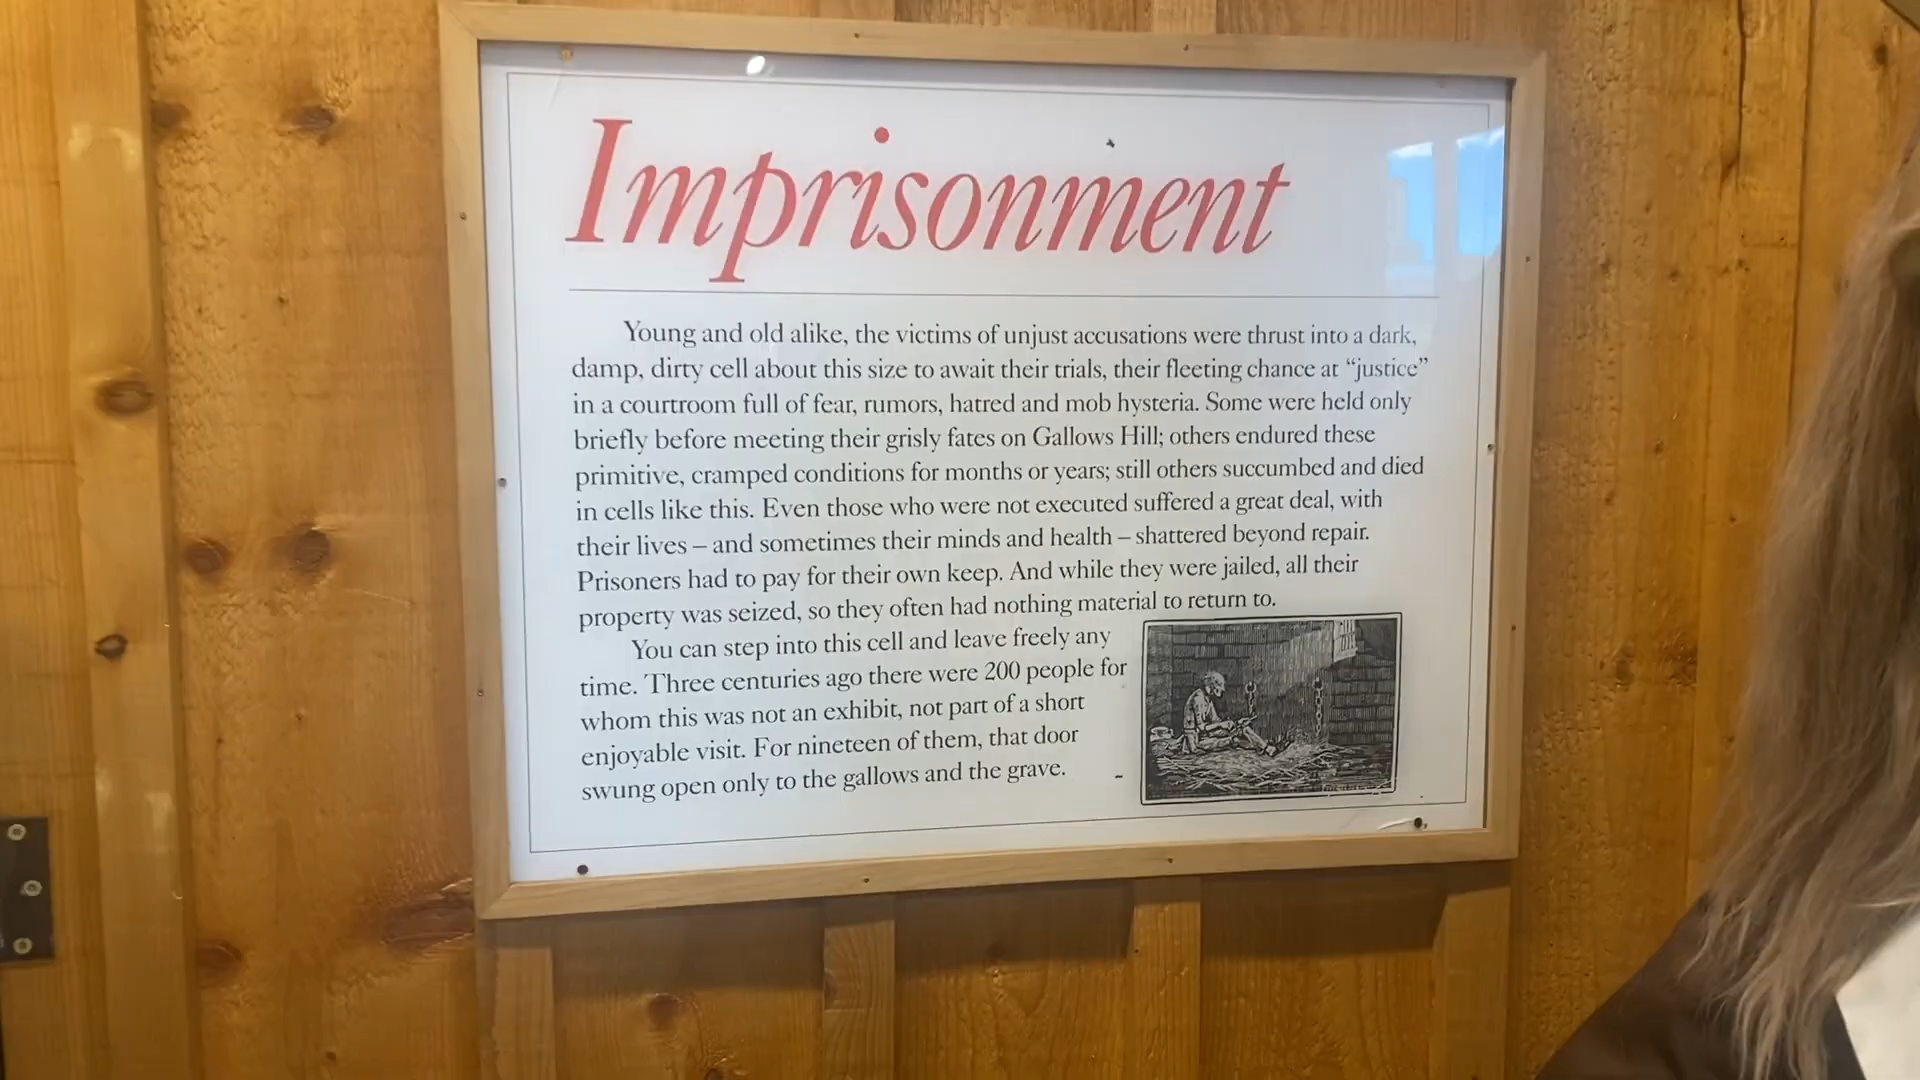 Imprisonment
Young and old alike, the victims of unjust accusations were thrust into a dark,
damp, dirty cell about this size to await their trials, their fleeting chance at “justice”
in a courtroom full of fear, rumors, hatred and mob hysteria. Some were held only
briefly before meeting their grisly fates on Gallows Hill; others endured these
primitive, cramped conditions for months or years; still others succumbed and died
in cells like this. Even those who were not executed suffered a great deal, with
their lives – and sometimes their minds and health – shattered beyond repair.
Prisoners had to pay for their own keep. And while they were jailed, all their
property was seized, so they often had nothing material to return to.
You can step into this cell and leave freely any
time. Three centuries ago there were 200 people for
whom this was not an exhibit, not part of a short
enjoyable visit. For nineteen of them, that door
swung open only to the gallows and the grave.